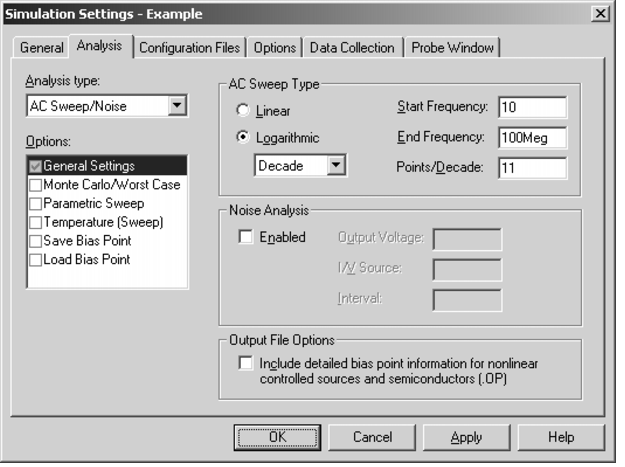 Simulation Settings - Example
General
Analysis
Configuration Files
Options
Data Collection
Probe Window
Analysis type:
AC Sweep/Noise
Options:
General Settings
Monte Carlo/Worst Case
Parametric Sweep
Temperature (Sweep)
Save Bias Point
Load Bias Point
AC Sweep Type
Linear
Logarithmic
Decade
Start Frequency: 10
End Frequency: 100Meg
Points/Decade: 11
Noise Analysis
Enabled
Output Voltage:
I/V Source:
Interval:
Output File Options
Include detailed bias point information for nonlinear
controlled sources and semiconductors (.OP)
OK
Cancel
Apply
Help